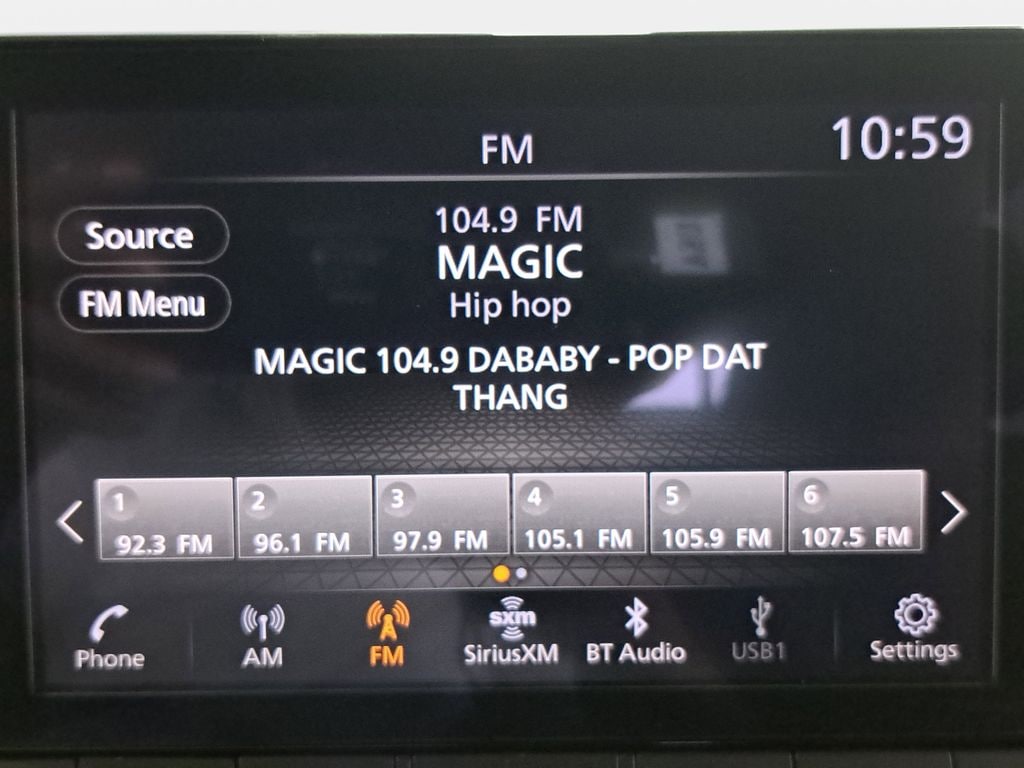 FM
10:59
Source
FM Menu
104.9 FM
MAGIC
Hip hop
MAGIC 104.9 DABABY - POP DAT
THANG
1
92.3 FM
2
96.1 FM
3
97.9 FM
4
105.1 FM
5
105.9 FM
6
107.5 FM
Phone
AM
FM
sxm
SiriusXM
BT Audio
USB1
Settings